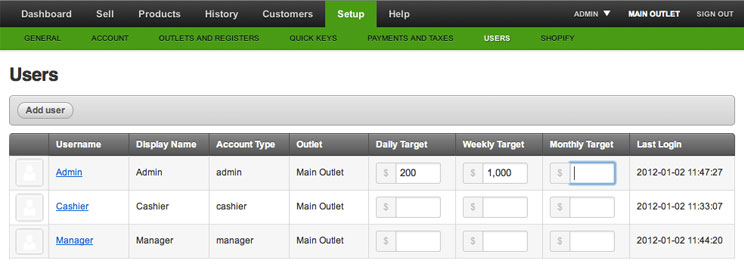 Dashboard Sell Products History Customers Setup Help ADMIN ▼ MAIN OUTLET SIGN OUT
GENERAL ACCOUNT OUTLETS AND REGISTERS QUICK KEYS PAYMENTS AND TAXES USERS SHOPIFY
Users
Add user
Username Display Name Account Type Outlet Daily Target Weekly Target Monthly Target Last Login
Admin Admin admin Main Outlet $ 200 $ 1,000 $ 2012-01-02 11:47:27
Cashier Cashier cashier Main Outlet $ $ $ 2012-01-02 11:33:07
Manager Manager manager Main Outlet $ $ $ 2012-01-02 11:44:20